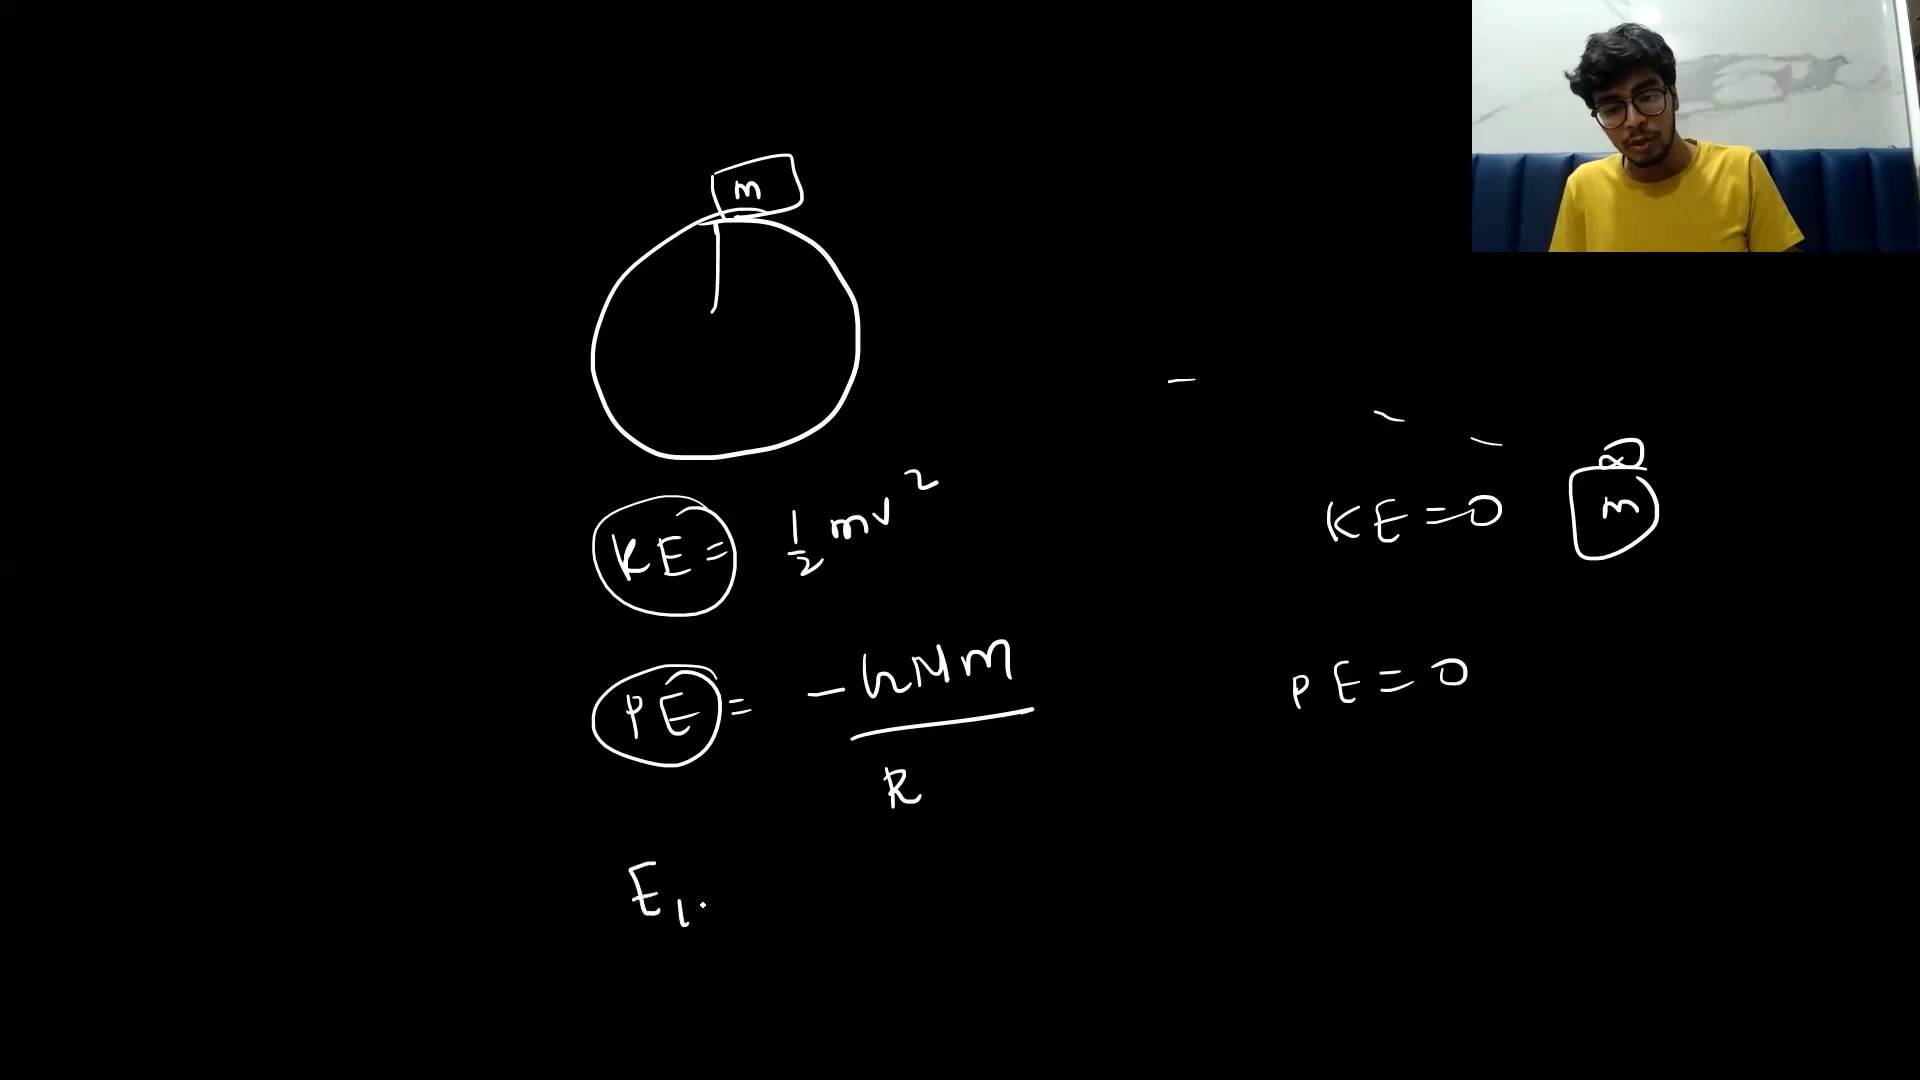 m
KE = 1/2 mv²
PE = -GMm/R
E₁.
∞
m
KE=0
PE=0